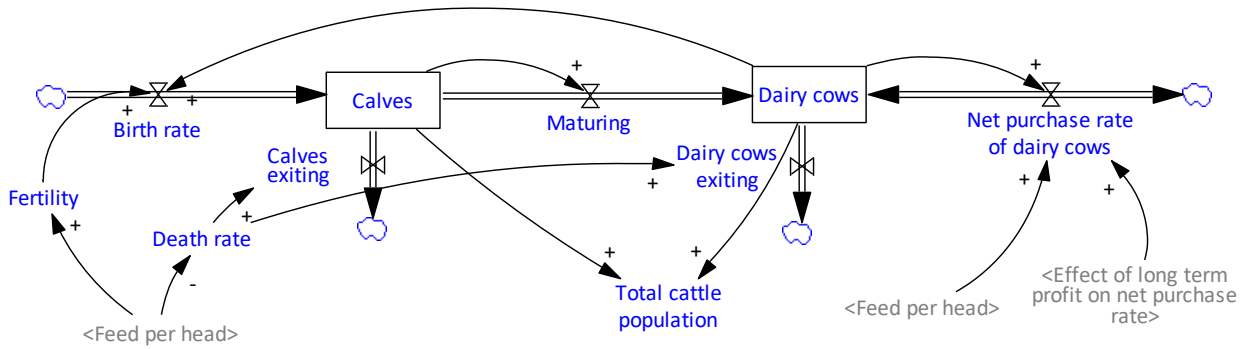 Calves
Dairy cows
+
+
+
+
Birth rate
Maturing
Net purchase rate
of dairy cows
Calves
exiting
Dairy cows
exiting
+
+
+
Fertility
+
+
Death rate
+
+
-
Total cattle
population
<Feed per head>
<Feed per head>
<Effect of long term
profit on net purchase
rate>